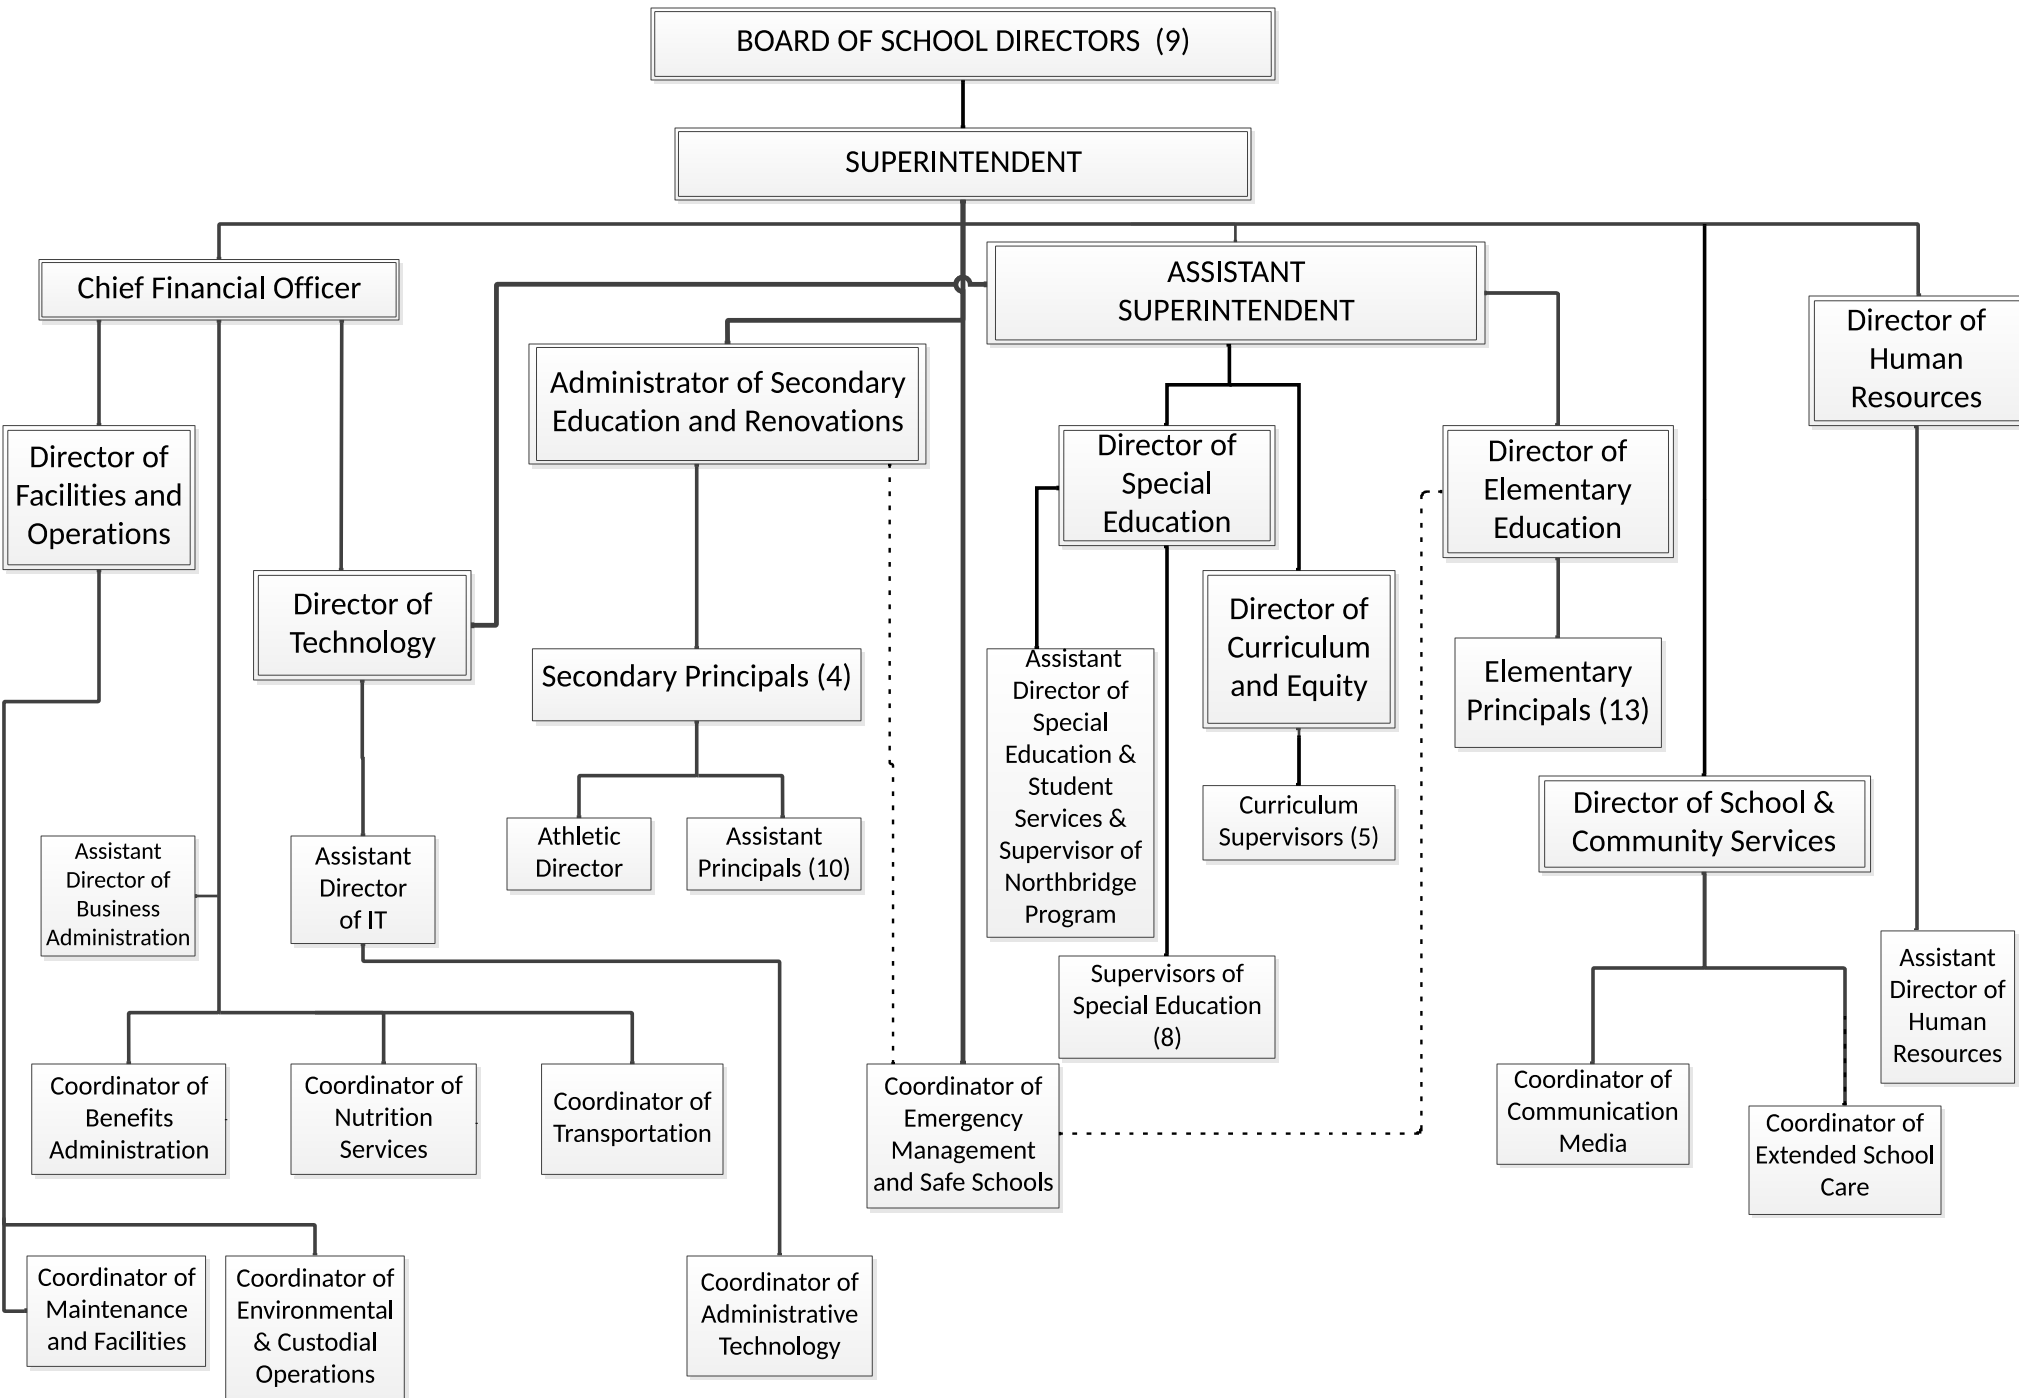 BOARD OF SCHOOL DIRECTORS (9)
SUPERINTENDENT
Chief Financial Officer
ASSISTANT
SUPERINTENDENT
Director of
Human
Resources
Administrator of Secondary
Education and Renovations
Director of
Facilities and
Operations
Director of
Special
Education
Director of
Elementary
Education
Director of
Technology
Director of
Curriculum
and Equity
Secondary Principals (4)
Assistant
Director of
Special
Education &
Student
Services &
Supervisor of
Northbridge
Program
Elementary
Principals (13)
Director of School &
Community Services
Curriculum
Supervisors (5)
Athletic
Director
Assistant
Principals (10)
Assistant
Director of
Business
Administration
Assistant
Director
of IT
Assistant
Director of
Human
Resources
Supervisors of
Special Education
(8)
Coordinator of
Benefits
Administration
Coordinator of
Nutrition
Services
Coordinator of
Transportation
Coordinator of
Emergency
Management
and Safe Schools
Coordinator of
Communication
Media
Coordinator of
Extended School
Care
Coordinator of
Maintenance
and Facilities
Coordinator of
Environmental
& Custodial
Operations
Coordinator of
Administrative
Technology